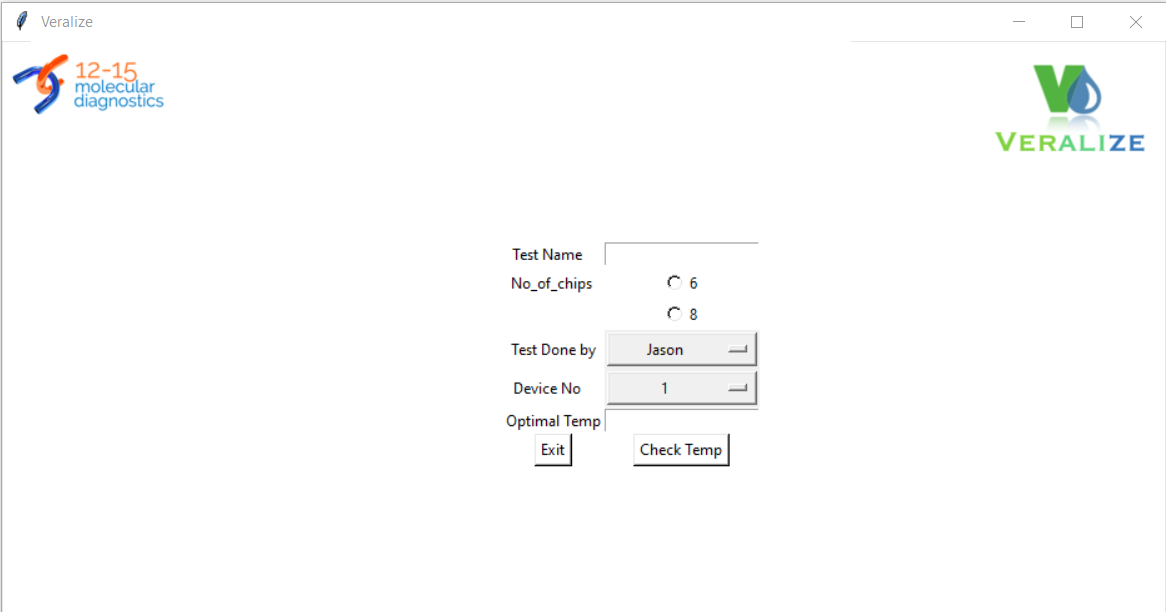 Veralize
12-15
molecular
diagnostics
VERALIZE
Test Name
No_of_chips
6
8
Test Done by
Jason
Device No
1
Optimal Temp
Exit
Check Temp